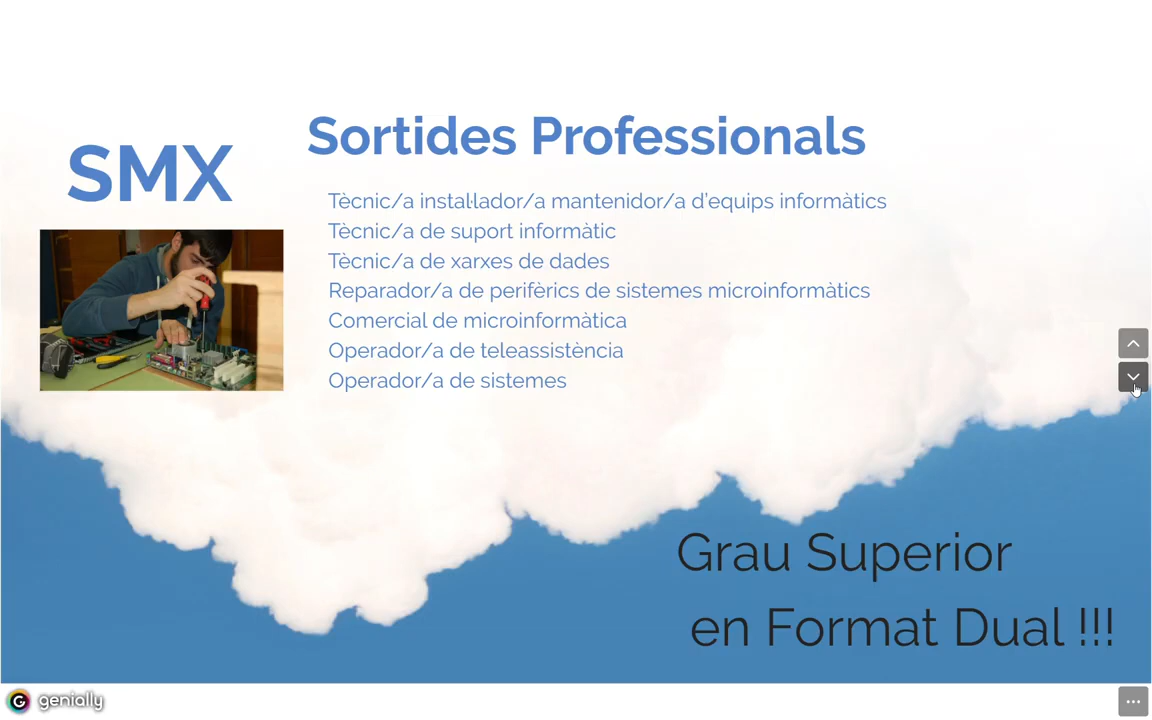 SMX
Sortides Professionals
Tècnic/a instal·lador/a mantenidor/a d'equips informàtics
Tècnic/a de suport informàtic
Tècnic/a de xarxes de dades
Reparador/a de perifèrics de sistemes microinformàtics
Comercial de microinformàtica
Operador/a de teleassistència
Operador/a de sistemes
Grau Superior
en Format Dual !!!
genially